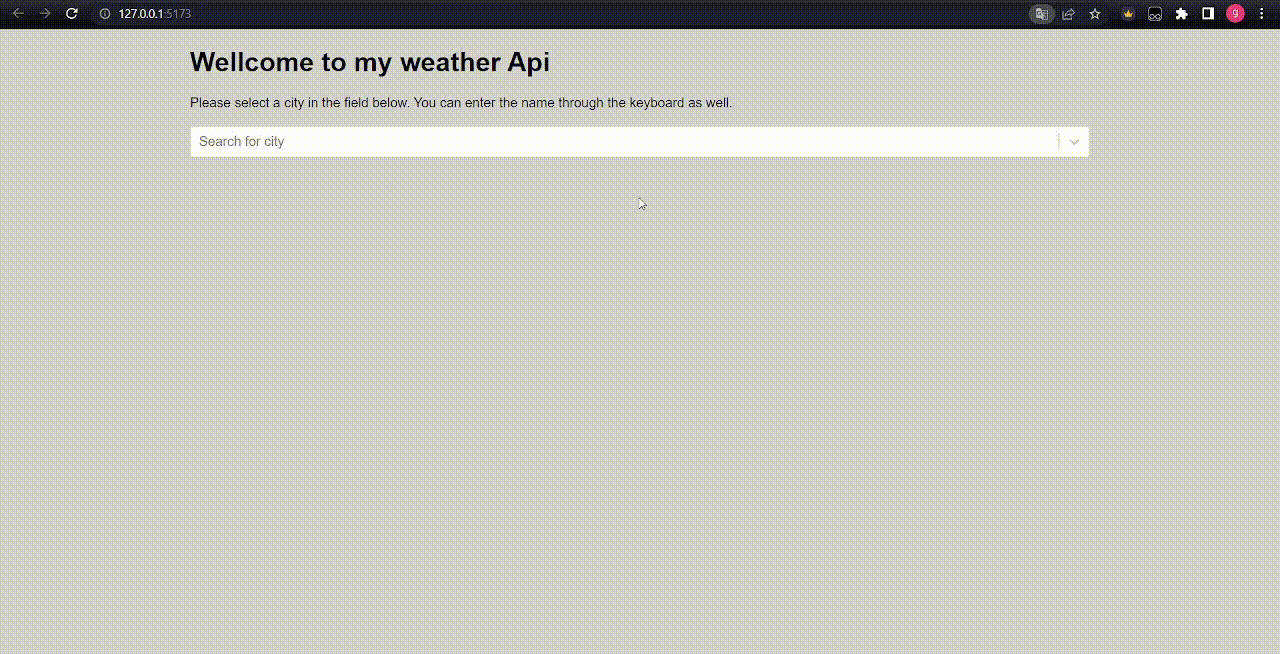 127.0.0.1:5173
g
Wellcome to my weather Api
Please select a city in the field below. You can enter the name through the keyboard as well.
Search for city